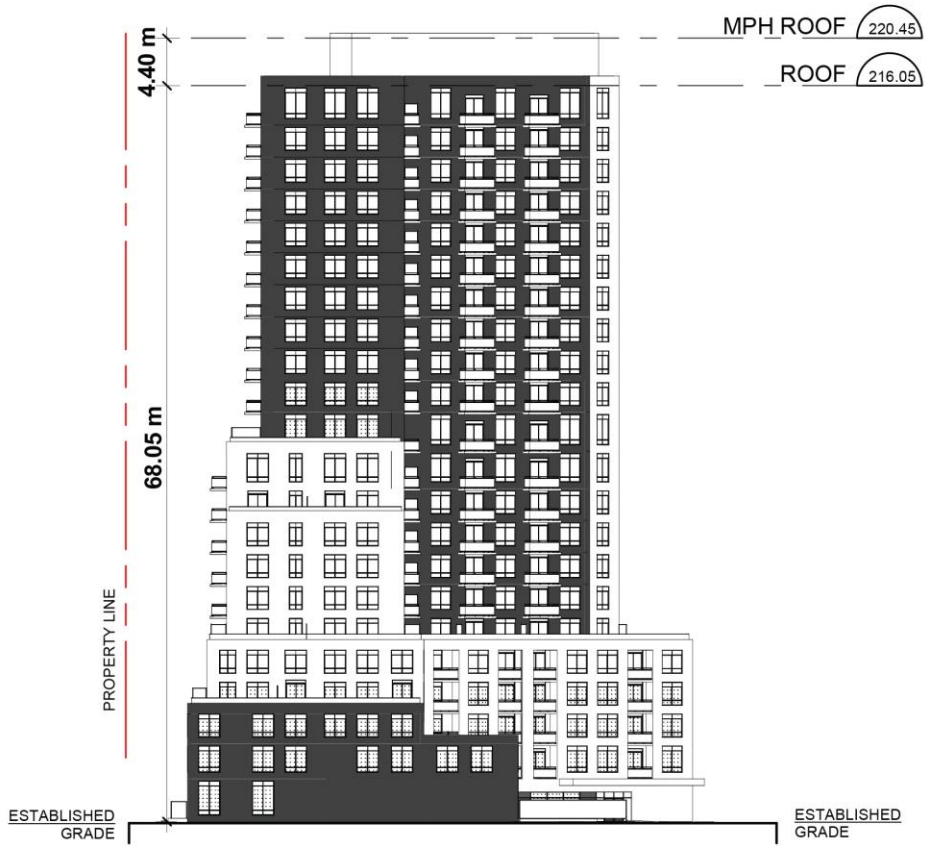 MPH ROOF 220.45
ROOF 216.05
4.40 m
68.05 m
PROPERTY LINE
ESTABLISHED
GRADE
ESTABLISHED
GRADE